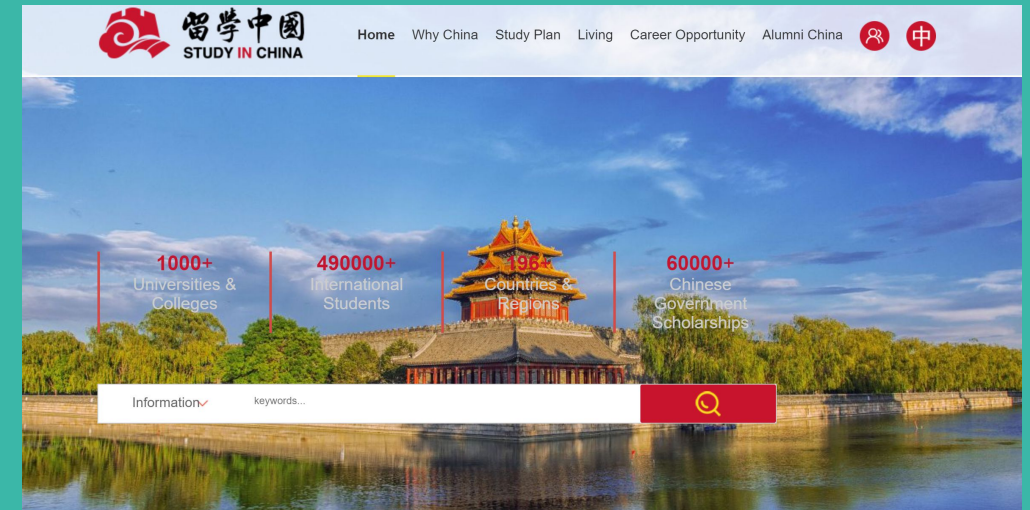 留学中國
STUDY IN CHINA
Home Why China Study Plan Living Career Opportunity Alumni China 中
1000+
Universities &
Colleges
490000+
International
Students
196+
Countries &
Regions
60000+
Chinese
Government
Scholarships
Information keywords...